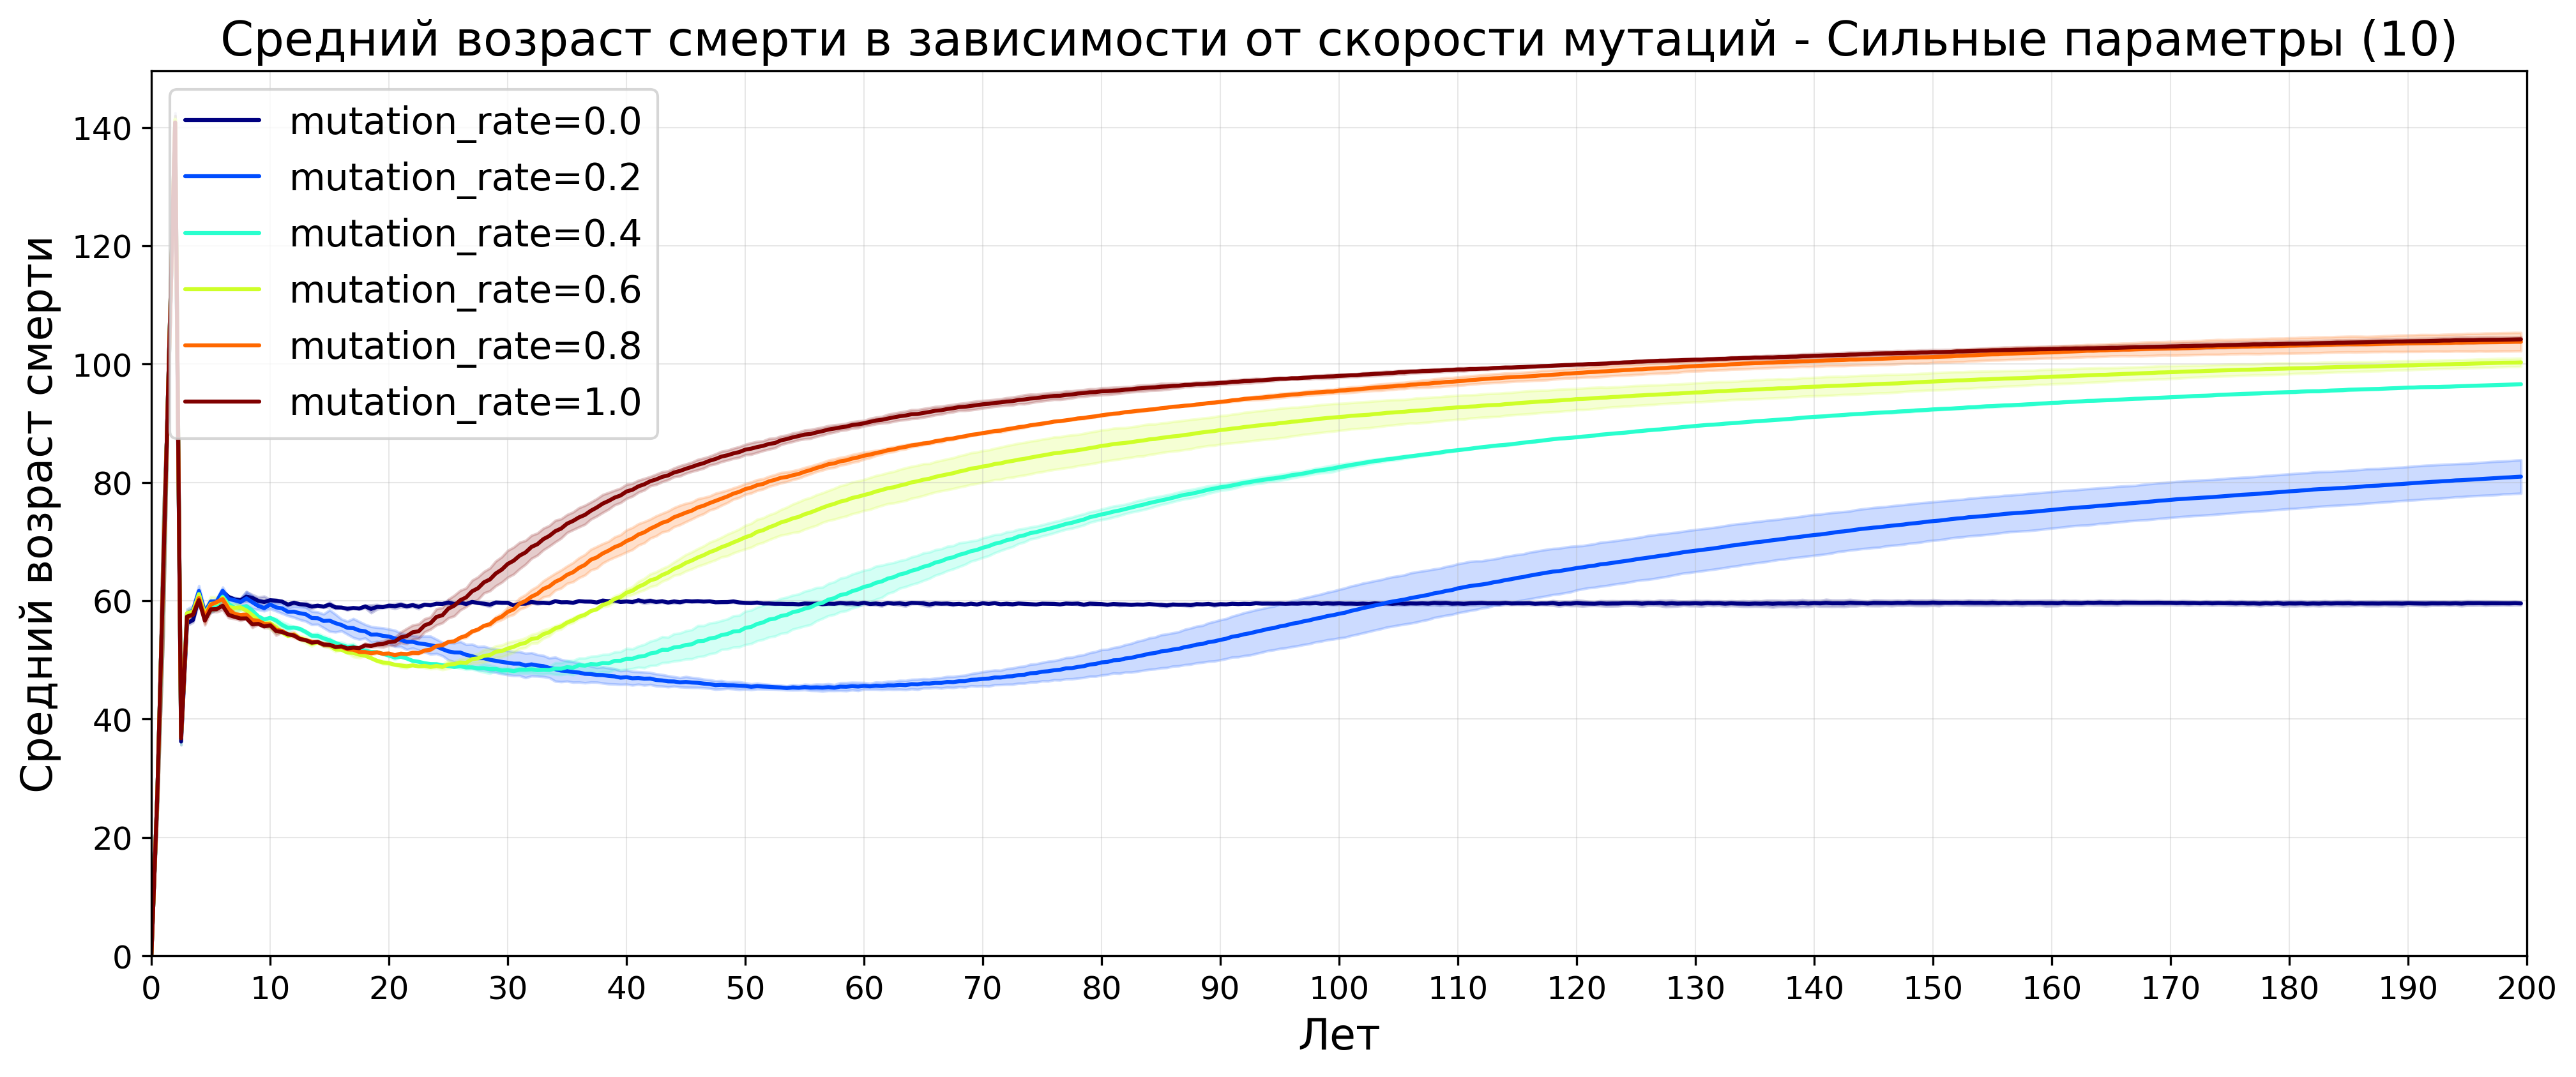 Средний возраст смерти в зависимости от скорости мутаций - Сильные параметры (10)
Средний возраст смерти
140
120
100
80
60
40
20
0
mutation_rate=0.0
mutation_rate=0.2
mutation_rate=0.4
mutation_rate=0.6
mutation_rate=0.8
mutation_rate=1.0
0 10 20 30 40 50 60 70 80 90 100 110 120 130 140 150 160 170 180 190 200
Лет